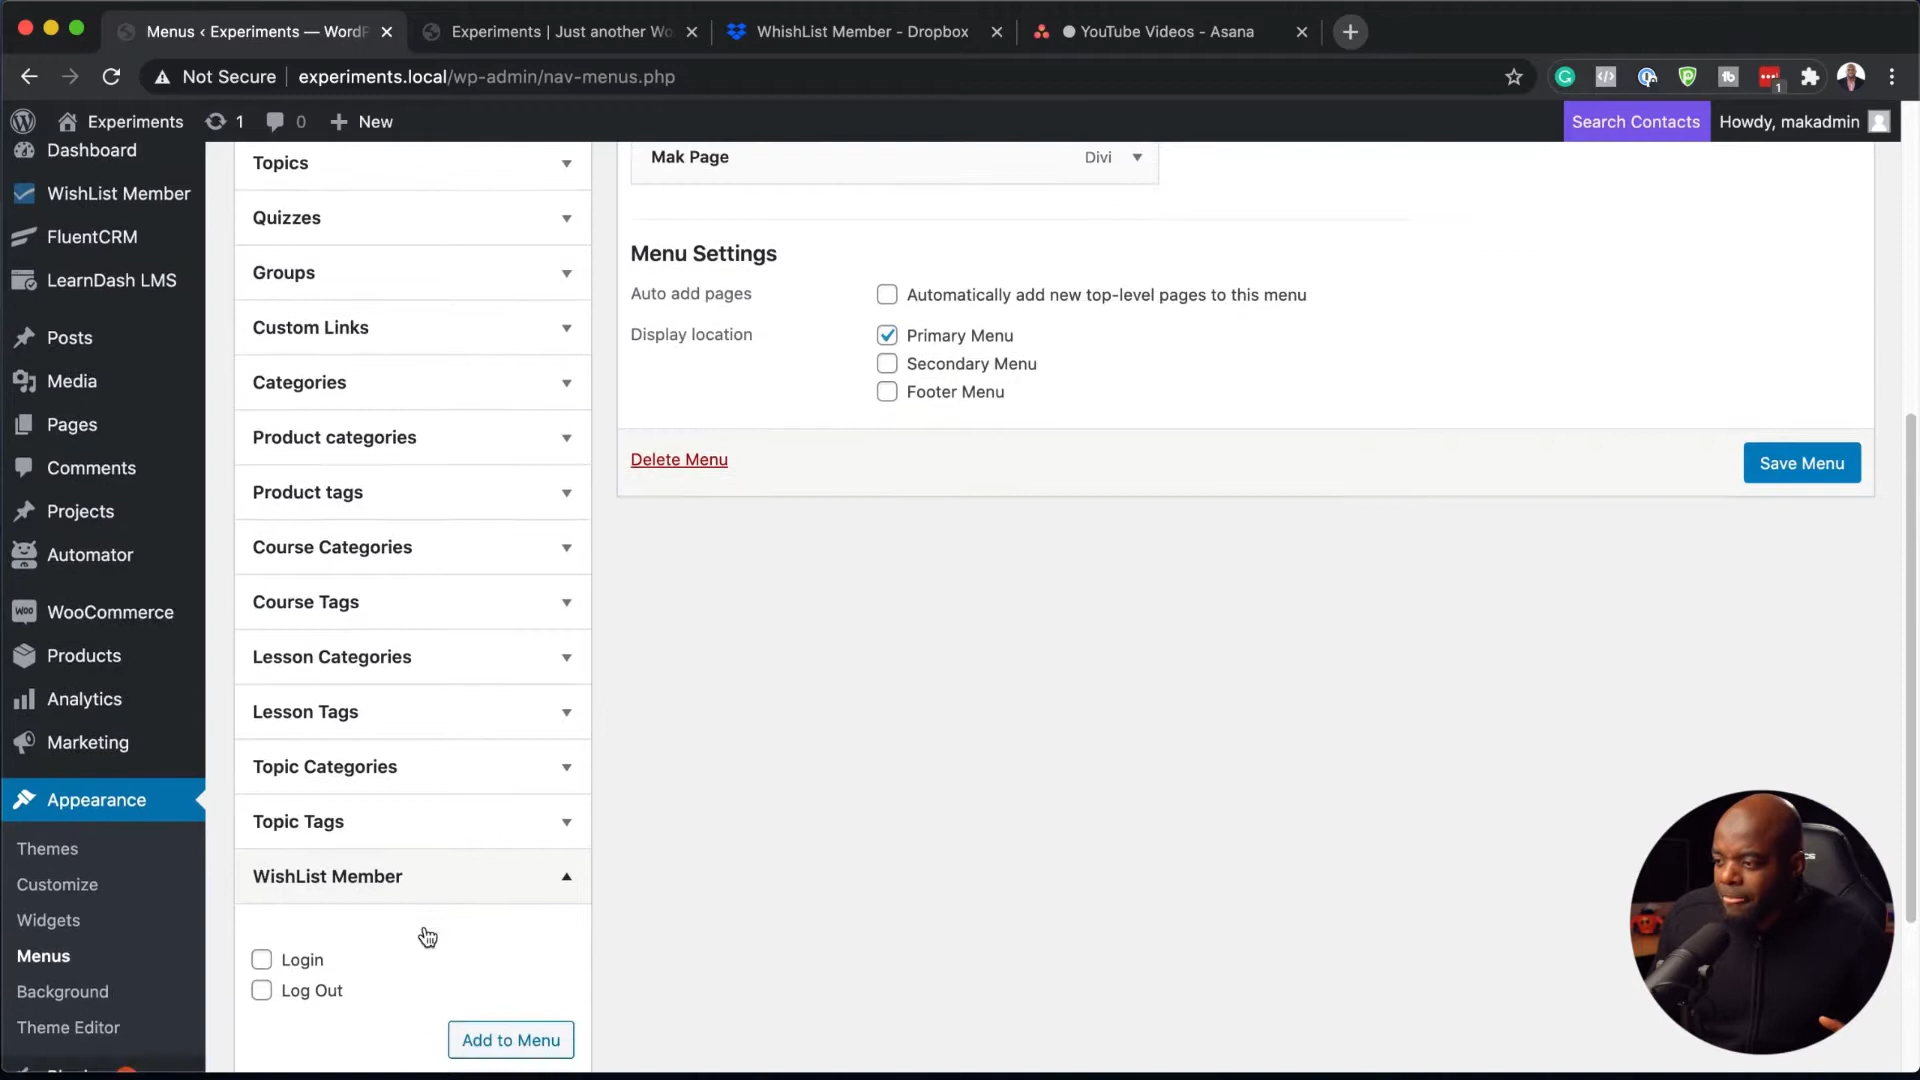 Menus ‹ Experiments — WordP
Experiments | Just another Wo
WhishList Member - Dropbox
YouTube Videos - Asana
Not Secure
experiments.local/wp-admin/nav-menus.php
1
Experiments
1
0
New
Search Contacts
Howdy, makadmin
Dashboard
WishList Member
FluentCRM
LearnDash LMS
Posts
Media
Pages
Comments
Projects
Automator
WooCommerce
Products
Analytics
Marketing
Appearance
Themes
Customize
Widgets
Menus
Background
Theme Editor
Topics
Quizzes
Groups
Custom Links
Categories
Product categories
Product tags
Course Categories
Course Tags
Lesson Categories
Lesson Tags
Topic Categories
Topic Tags
WishList Member
Login
Log Out
Add to Menu
Mak Page
Divi
Menu Settings
Auto add pages
Automatically add new top-level pages to this menu
Display location
Primary Menu
Secondary Menu
Footer Menu
Delete Menu
Save Menu